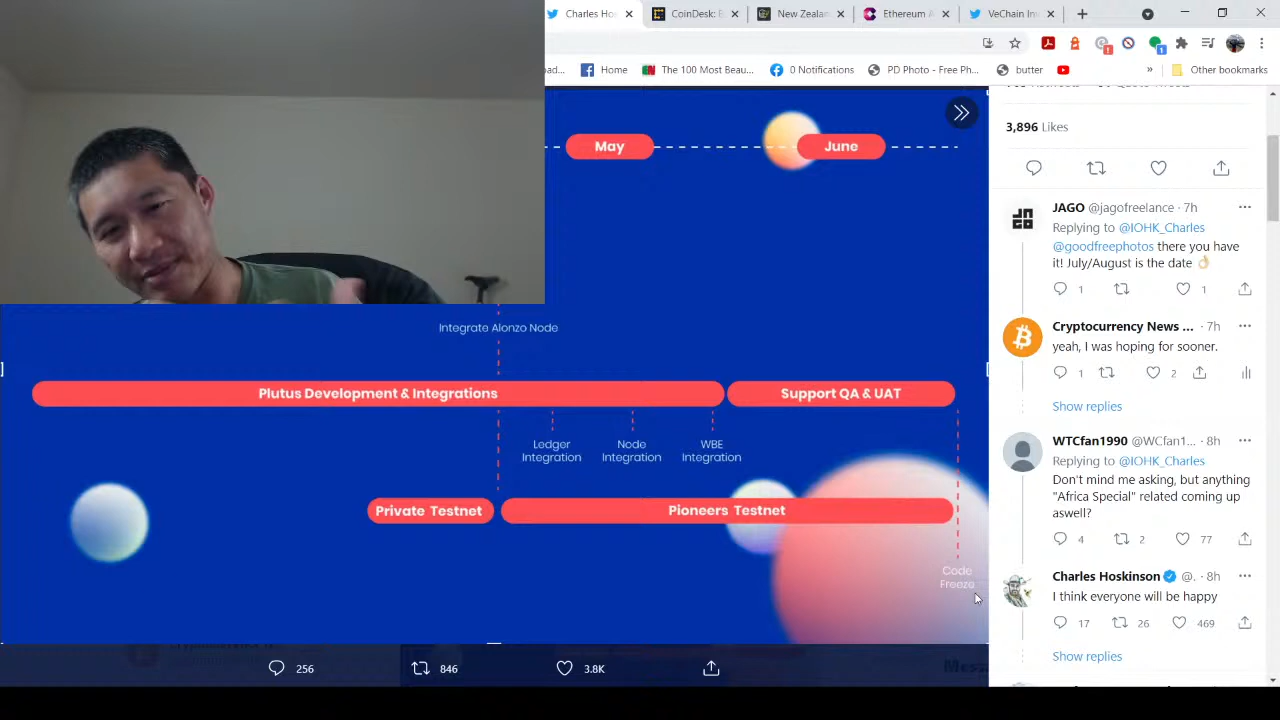 Charles Hos
CoinDesk: B
New Zealan
Ethereum A
VeChain Inv
oad...
Home
The 100 Most Beau...
0 Notifications
PD Photo - Free Ph...
butter
»
Other bookmarks
May
June
Integrate Alonzo Node
Plutus Development & Integrations
Support QA & UAT
Ledger
Integration
Node
Integration
WBE
Integration
Private Testnet
Pioneers Testnet
Code
Freeze
256
846
3.8K
3,896 Likes
JAGO @jagofreelance · 7h
Replying to @IOHK_Charles
@goodfreephotos there you have
it! July/August is the date 👌🏻
1
1
Cryptocurrency News ... · 7h
yeah, I was hoping for sooner.
1
2
Show replies
WTCfan1990 @WCfan1... · 8h
Replying to @IOHK_Charles
Don't mind me asking, but anything
"Africa Special" related coming up
aswell?
4
2
77
Charles Hoskinson @. · 8h
I think everyone will be happy
17
26
469
Show replies